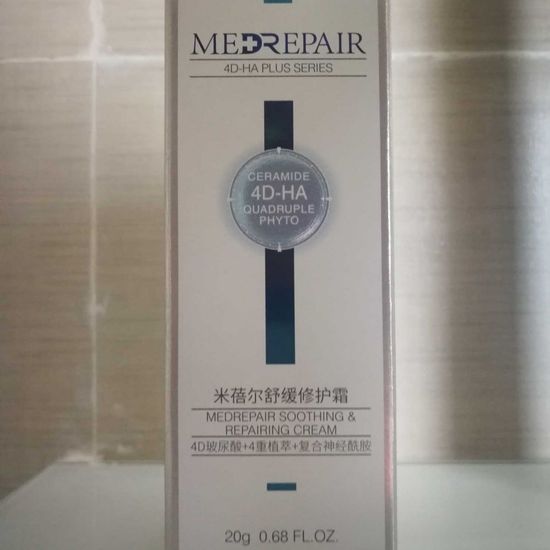 MEDREPAIR
4D-HA PLUS SERIES
CERAMIDE
4D-HA
QUADRUPLE
PHYTO
米蓓尔舒缓修护霜
MEDREPAIR SOOTHING &
REPAIRING CREAM
4D玻尿酸+4重植萃+复合神经酰胺
20g 0.68 FL.OZ.